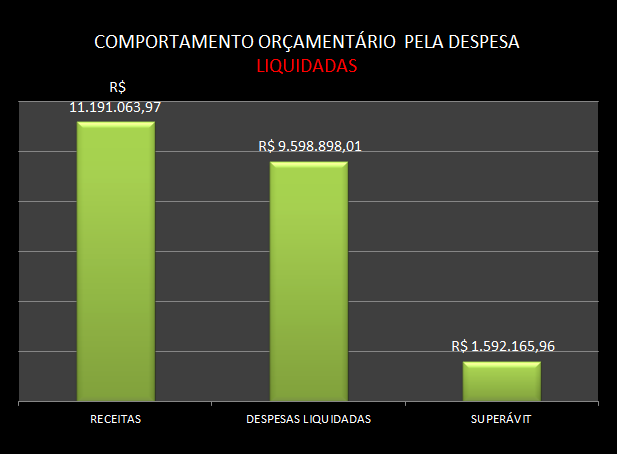 COMPORTAMENTO ORÇAMENTÁRIO  PELA DESPESA
LIQUIDADAS
R$
11.191.063,97
R$ 9.598.898,01
R$ 1.592.165,96
RECEITAS
DESPESAS LIQUIDADAS
SUPERÁVIT